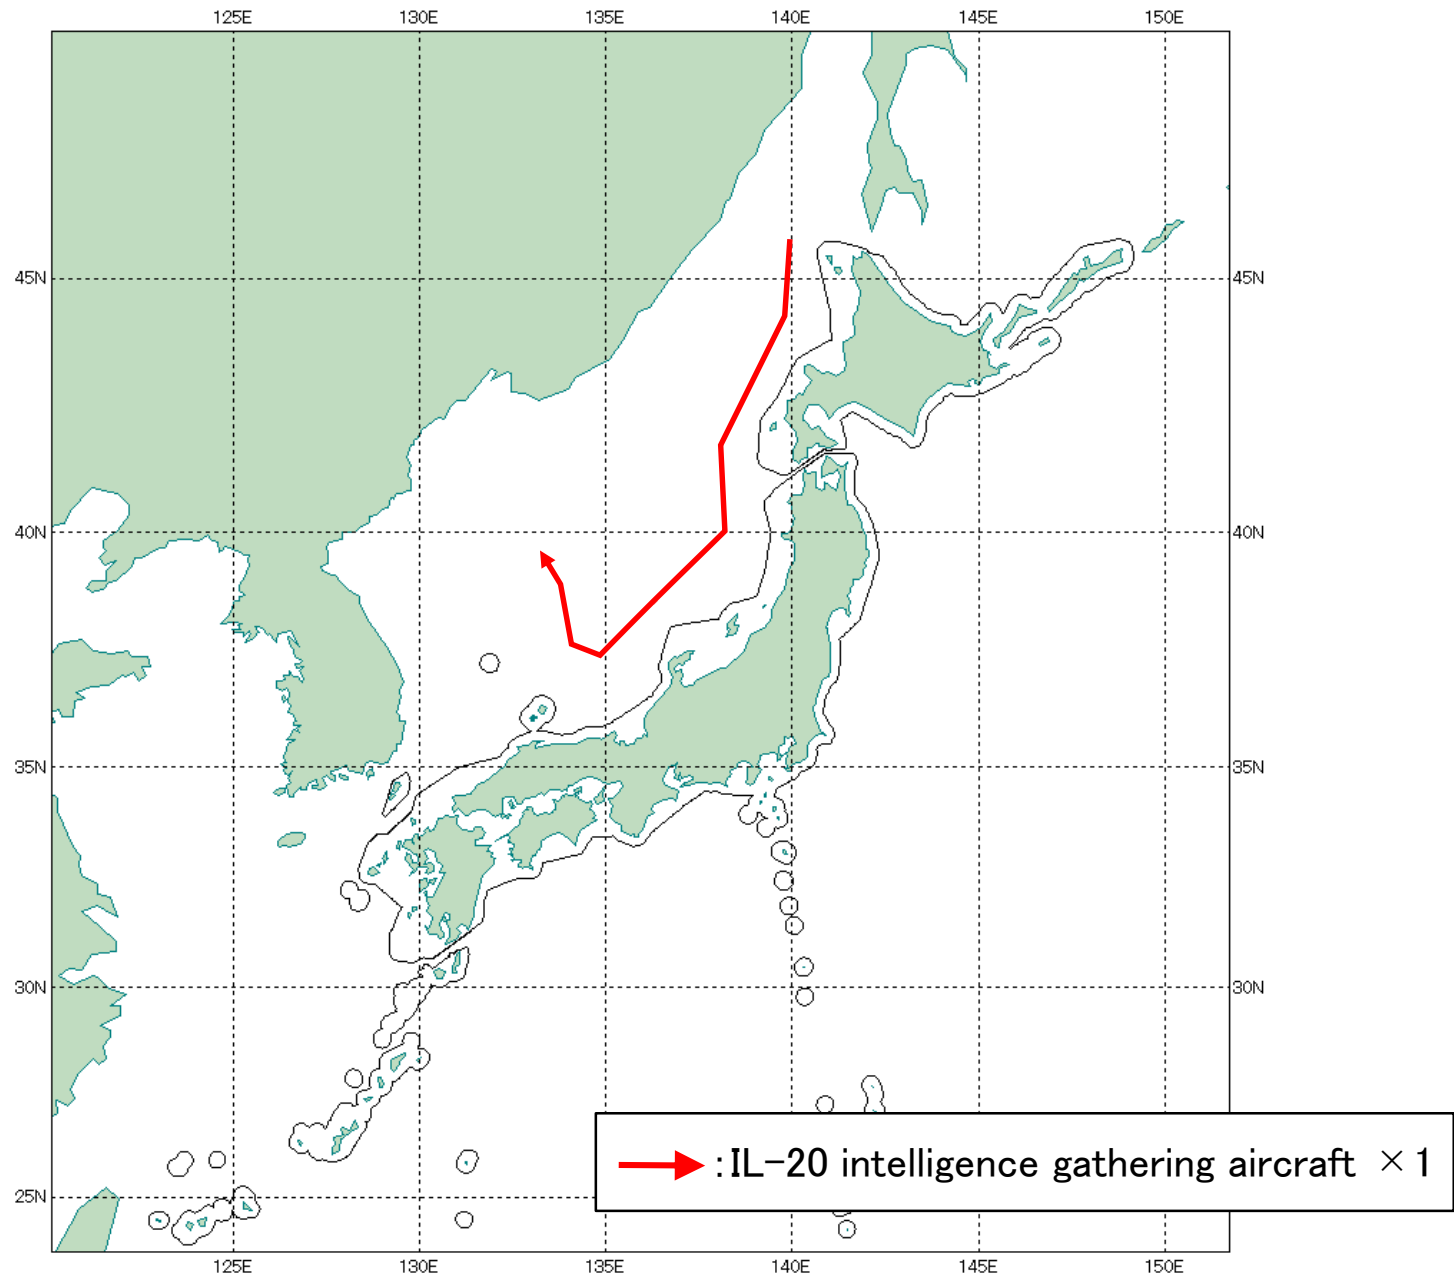 125E 130E 135E 140E 145E 150E
45N 45N
40N 40N
35N 35N
30N 30N
:IL-20 intelligence gathering aircraft ×1
25N 25N
125E 130E 135E 140E 145E 150E